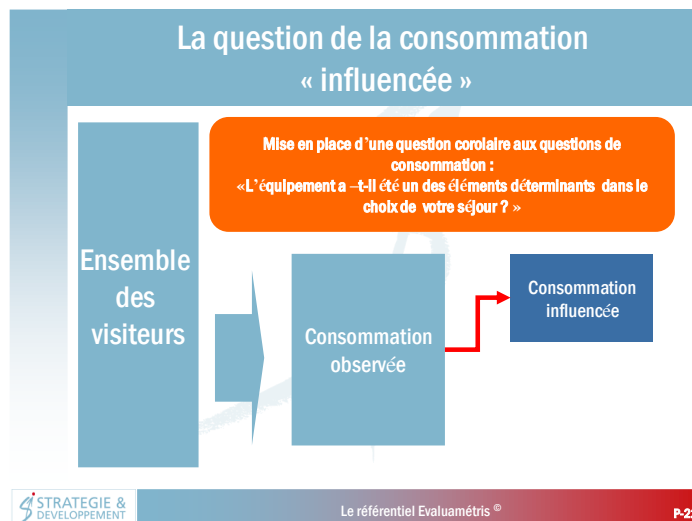 La question de la consommation
« influencée »
Mise en place d'une question corolaire aux questions de
consommation :
«L'équipement a –t-il été un des éléments déterminants dans le
choix de votre séjour ? »
Ensemble
des
visiteurs
Consommation
observée
Consommation
influencée
STRATEGIE &
DEVELOPPEMENT
Le référentiel Evaluamétris ©